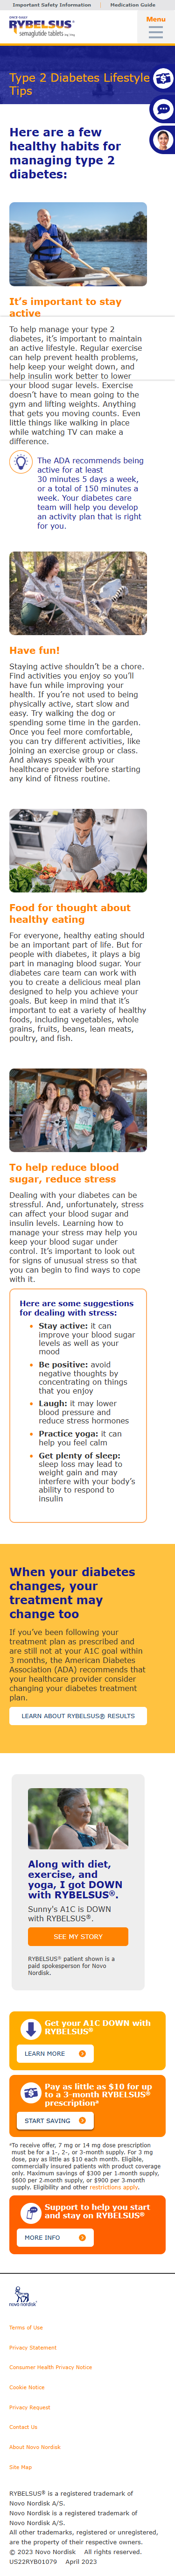 Important Safety Information | Medication Guide
ONCE-DAILY
RYBELSUS®
semaglutide tablets
Menu
Type 2 Diabetes Lifestyle
Tips
Here are a few
healthy habits for
managing type 2
diabetes:
It’s important to stay
active
To help manage your type 2
diabetes, it’s important to maintain
an active lifestyle. Regular exercise
can help prevent health problems,
help keep your weight down, and
help insulin work better to lower
your blood sugar levels. Exercise
doesn’t have to mean going to the
gym and lifting weights. Anything
that gets you moving counts. Even
little things like walking in place
while watching TV can make a
difference.
The ADA recommends being
active for at least
30 minutes 5 days a week,
or a total of 150 minutes a
week. Your diabetes care
team will help you develop
an activity plan that is right
for you.
Have fun!
Staying active shouldn’t be a chore.
Find activities you enjoy so you’ll
have fun while improving your
health. If you’re not used to being
physically active, start slow and
easy. Try walking the dog or
spending some time in the garden.
Once you feel more comfortable,
you can try different activities, like
joining an exercise group or class.
And always speak with your
healthcare provider before starting
any kind of fitness routine.
Food for thought about
healthy eating
For everyone, healthy eating should
be an important part of life. But for
people with diabetes, it plays a big
part in managing blood sugar. Your
diabetes care team can work with
you to create a delicious meal plan
designed to help you achieve your
goals. But keep in mind that it’s
important to eat a variety of healthy
foods, including vegetables, whole
grains, fruits, beans, lean meats,
poultry, and fish.
To help reduce blood
sugar, reduce stress
Dealing with your diabetes can be
stressful. And, unfortunately, stress
can affect your blood sugar and
insulin levels. Learning how to
manage your stress may help you
keep your blood sugar under
control. It’s important to look out
for signs of unusual stress so that
you can begin to find ways to cope
with it.
Here are some suggestions
for dealing with stress:
• Stay active: it can
improve your blood sugar
levels as well as your
mood
• Be positive: avoid
negative thoughts by
concentrating on things
that you enjoy
• Laugh: it may lower
blood pressure and
reduce stress hormones
• Practice yoga: it can
help you feel calm
• Get plenty of sleep:
sleep loss may lead to
weight gain and may
interfere with your body’s
ability to respond to
insulin
When your diabetes
changes, your
treatment may
change too
If you’ve been following your
treatment plan as prescribed and
are still not at your A1C goal within
3 months, the American Diabetes
Association (ADA) recommends that
your healthcare provider consider
changing your diabetes treatment
plan.
LEARN ABOUT RYBELSUS® RESULTS
Along with diet,
exercise, and
yoga, I got DOWN
with RYBELSUS®.
Sunny’s A1C is DOWN
with RYBELSUS®.
SEE MY STORY
RYBELSUS® patient shown is a
paid spokesperson for Novo
Nordisk.
Get your A1C DOWN with
RYBELSUS®
LEARN MORE
Pay as little as $10 for up
to a 3-month RYBELSUS®
prescriptionª
START SAVING
ªTo receive offer, 7 mg or 14 mg dose prescription
must be for a 1-, 2-, or 3-month supply. For 3 mg
dose, pay as little as $10 each month. Eligible,
commercially insured patients with product coverage
only. Maximum savings of $300 per 1-month supply,
$600 per 2-month supply, or $900 per 3-month
supply. Eligibility and other restrictions apply.
Support to help you start
and stay on RYBELSUS®
MORE INFO
novo nordisk®
Terms of Use
Privacy Statement
Consumer Health Privacy Notice
Cookie Notice
Privacy Request
Contact Us
About Novo Nordisk
Site Map
RYBELSUS® is a registered trademark of
Novo Nordisk A/S.
Novo Nordisk is a registered trademark of
Novo Nordisk A/S.
All other trademarks, registered or unregistered,
are the property of their respective owners.
© 2023 Novo Nordisk All rights reserved.
US22RYB01079 April 2023